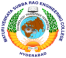 MATURI VENKATA SUBBA RAO ENGINEERING COLLEGE
HYDERABAD